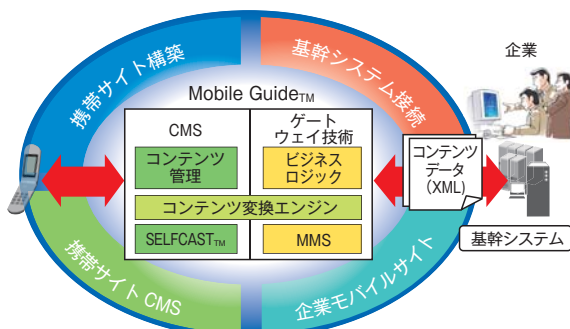 携帯サイト構築
基幹システム接続
企業
Mobile Guide™
CMS
ゲート
ウェイ技術
コンテンツ
管理
ビジネス
ロジック
コンテンツ
データ
(XML)
コンテンツ変換エンジン
SELFCAST™
MMS
基幹システム
携帯サイト CMS
企業モバイルサイト